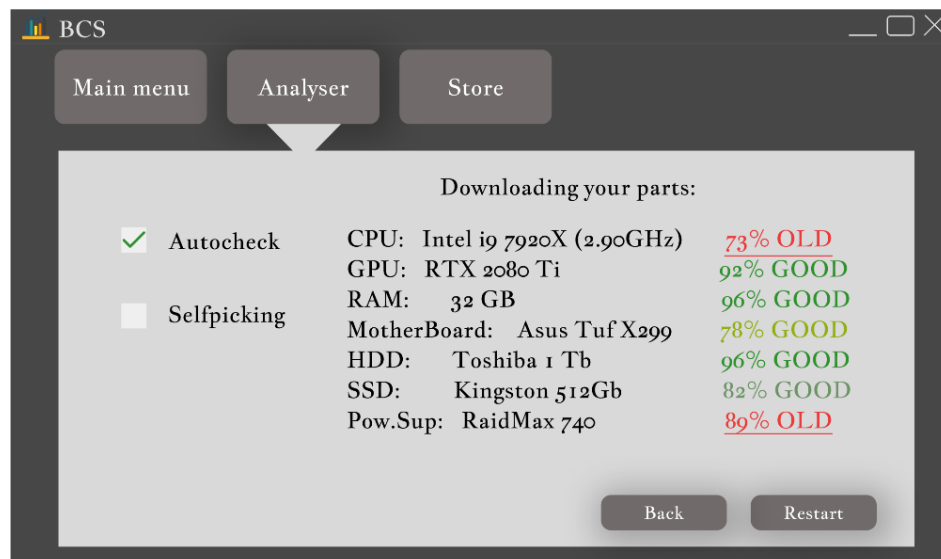 BCS
Main menu Analyser Store
Downloading your parts:
Autocheck
Selfpicking
CPU: Intel i9 7920X (2.90GHz) 73% OLD
GPU: RTX 2080 Ti 92% GOOD
RAM: 32 GB 96% GOOD
MotherBoard: Asus Tuf X299 78% GOOD
HDD: Toshiba 1 Tb 96% GOOD
SSD: Kingston 512Gb 82% GOOD
Pow.Sup: RaidMax 740 89% OLD
Back Restart